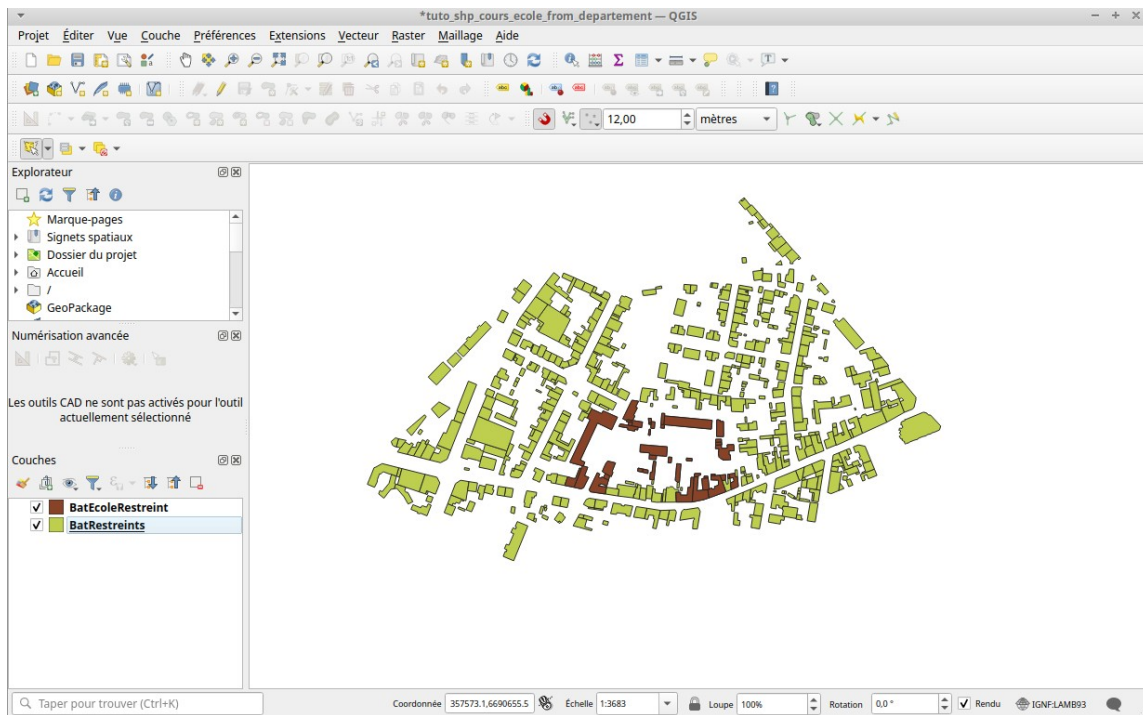 *tuto_shp_cours_ecole_from_departement — QGIS
Projet Éditer Vue Couche Préférences Extensions Vecteur Raster Maillage Aide
12,00 mètres
Explorateur
Marque-pages
Signets spatiaux
Dossier du projet
Accueil
/
GeoPackage
Numérisation avancée
Les outils CAD ne sont pas activés pour l'outil
actuellement sélectionné
Couches
BatEcoleRestreint
BatRestreints
Taper pour trouver (Ctrl+K) Coordonnée 357573.1,6690655.5 Échelle 1:3683 Loupe 100% Rotation 0,0 ° Rendu IGNF:LAMB93